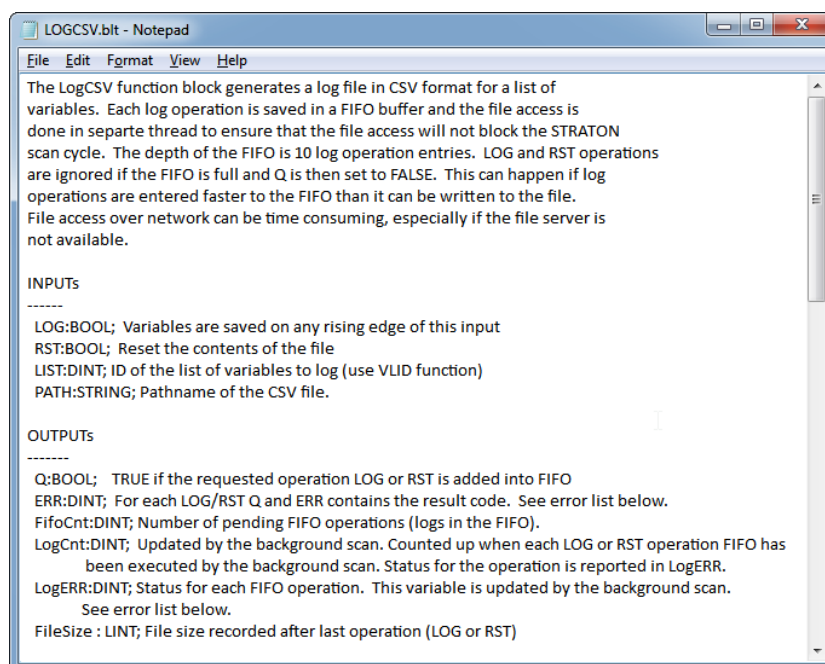 LOGCSV.blt - Notepad
File Edit Format View Help
The LogCSV function block generates a log file in CSV format for a list of
variables. Each log operation is saved in a FIFO buffer and the file access is
done in separte thread to ensure that the file access will not block the STRATON
scan cycle. The depth of the FIFO is 10 log operation entries. LOG and RST operations
are ignored if the FIFO is full and Q is then set to FALSE. This can happen if log
operations are entered faster to the FIFO than it can be written to the file.
File access over network can be time consuming, especially if the file server is
not available.
INPUTs
------
LOG:BOOL; Variables are saved on any rising edge of this input
RST:BOOL; Reset the contents of the file
LIST:DINT; ID of the list of variables to log (use VLID function)
PATH:STRING; Pathname of the CSV file.
OUTPUTs
-------
Q:BOOL; TRUE if the requested operation LOG or RST is added into FIFO
ERR:DINT; For each LOG/RST Q and ERR contains the result code. See error list below.
FifoCnt:DINT; Number of pending FIFO operations (logs in the FIFO).
LogCnt:DINT; Updated by the background scan. Counted up when each LOG or RST operation FIFO has
been executed by the background scan. Status for the operation is reported in LogERR.
LogERR:DINT; Status for each FIFO operation. This variable is updated by the background scan.
See error list below.
FileSize : LINT; File size recorded after last operation (LOG or RST)